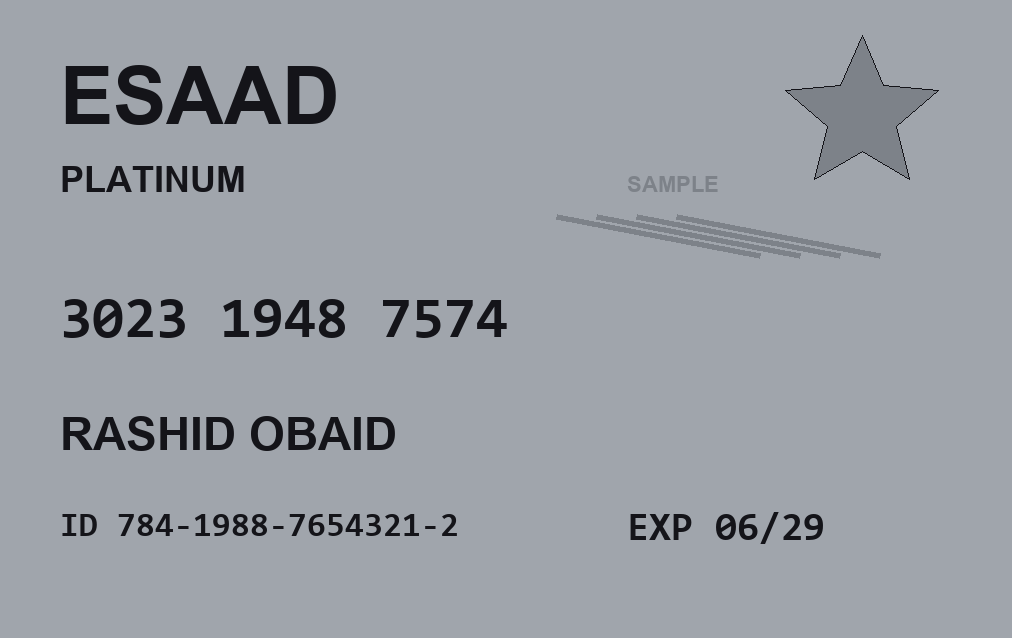 ESAAD
PLATINUM
SAMPLE
3023 1948 7574
RASHID OBAID
ID 784-1988-7654321-2
EXP 06/29